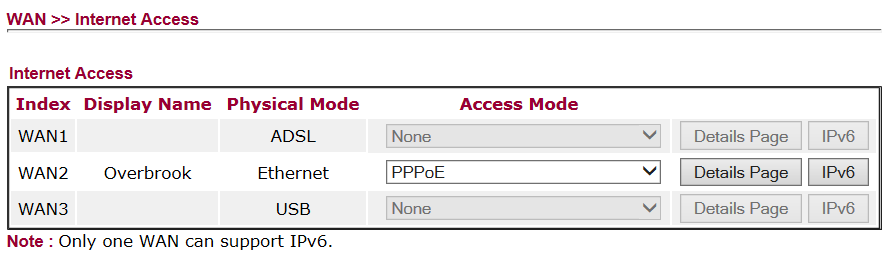 WAN >> Internet Access
Internet Access
Index Display Name Physical Mode Access Mode
WAN1 ADSL None Details Page IPv6
WAN2 Overbrook Ethernet PPPoE Details Page IPv6
WAN3 USB None Details Page IPv6
Note : Only one WAN can support IPv6.